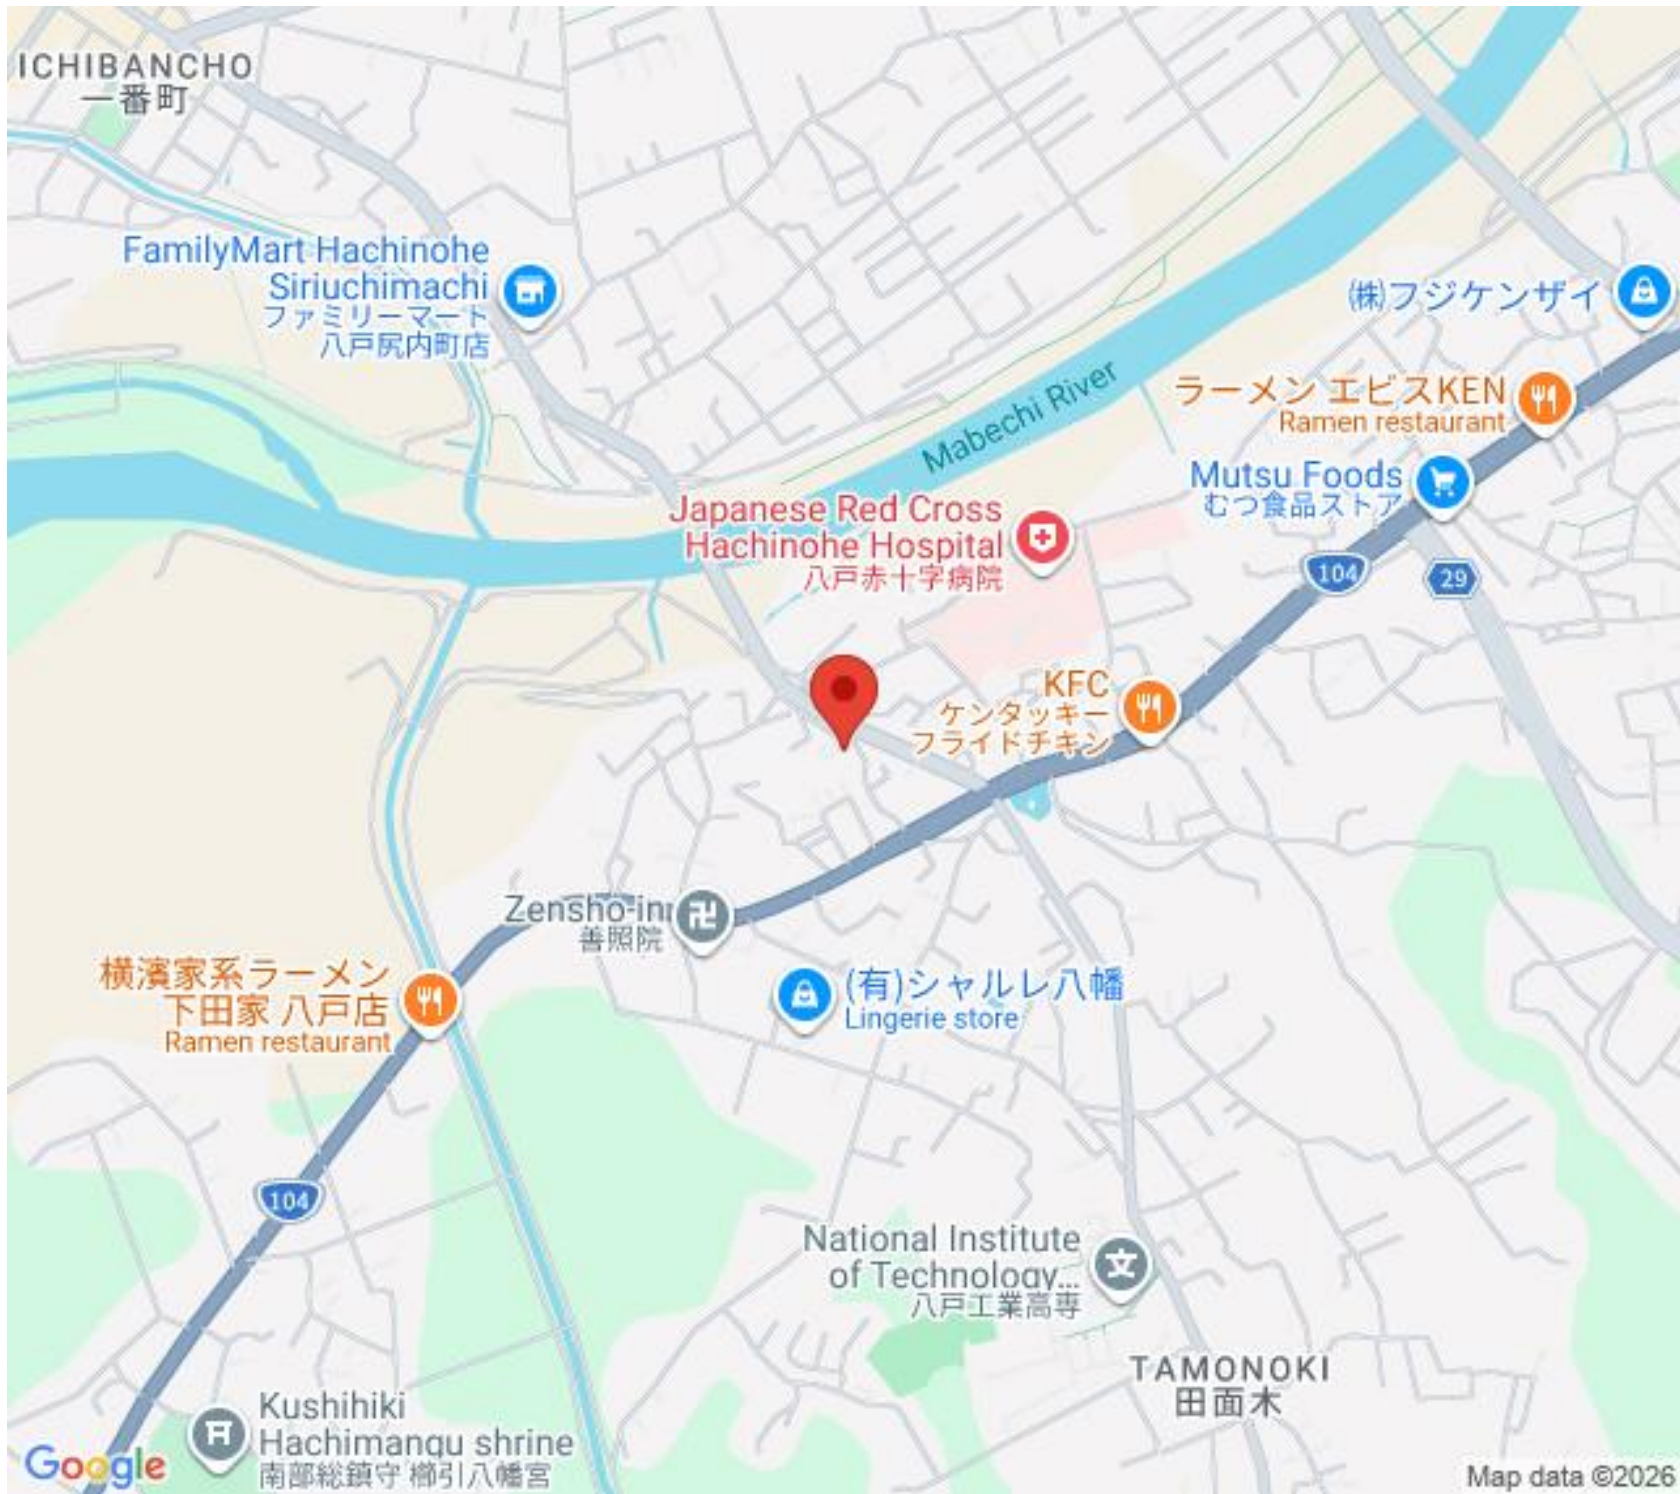 ICHIBANCHO
一番町
FamilyMart Hachinohe
Siriuchimachi
ファミリーマート
八戸尻内町店
(株)フジケンザイ
ラーメン エビスKEN
Ramen restaurant
Mabechi River
Mutsu Foods
むつ食品ストア
Japanese Red Cross
Hachinohe Hospital
八戸赤十字病院
104
29
KFC
ケンタッキー
フライドチキン
Zensho-in
善照院
横濱家系ラーメン
下田家 八戸店
Ramen restaurant
(有)シャルレ八幡
Lingerie store
104
National Institute
of Technology...
八戸工業高専
TAMONOKI
田面木
Kushihiki
Hachimangu shrine
南部総鎮守 櫛引八幡宮
Google
Map data ©2026